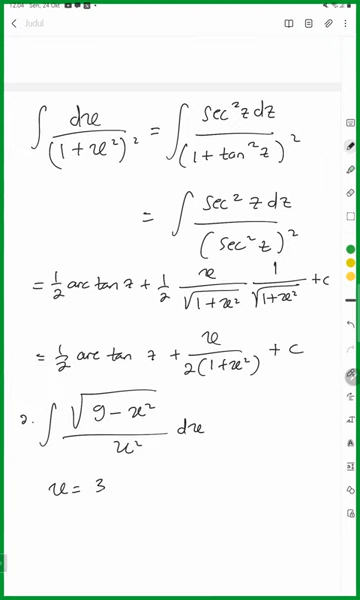 12.04 Sen, 24 Okt
Judul
∫ dx/(1+x²)² = ∫ sec²z dz/(1+tan²z)²
= ∫ sec² z dz/(sec²z)²
= 1/2 arc tan z + 1/2 x/√(1+x²) 1/√(1+x²) + c
= 1/2 arc tan z + x/2(1+x²) + c
2. ∫ √(9-x²)/x² dx
x = 3